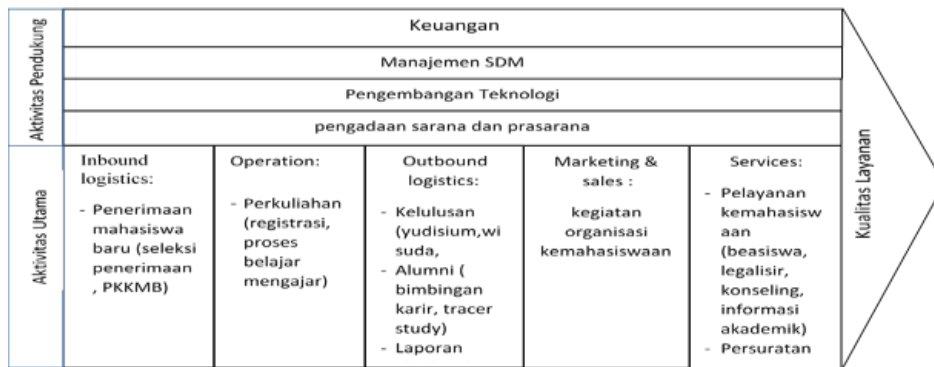 Aktivitas Pendukung
Keuangan
Manajemen SDM
Pengembangan Teknologi
pengadaan sarana dan prasarana
Aktivitas Utama
Inbound
logistics:
- Penerimaan
mahasiswa
baru (seleksi
penerimaan
, PKKMB)
Operation:
- Perkuliahan
(registrasi,
proses
belajar
mengajar)
Outbound
logistics:
- Kelulusan
(yudisium,wi
suda,
- Alumni (
bimbingan
karir, tracer
study)
- Laporan
Marketing &
sales :
kegiatan
organisasi
kemahasiswaan
Services:
- Pelayanan
kemahasisw
aan
(beasiswa,
legalisir,
konseling,
informasi
akademik)
- Persuratan
Kualitas Layanan